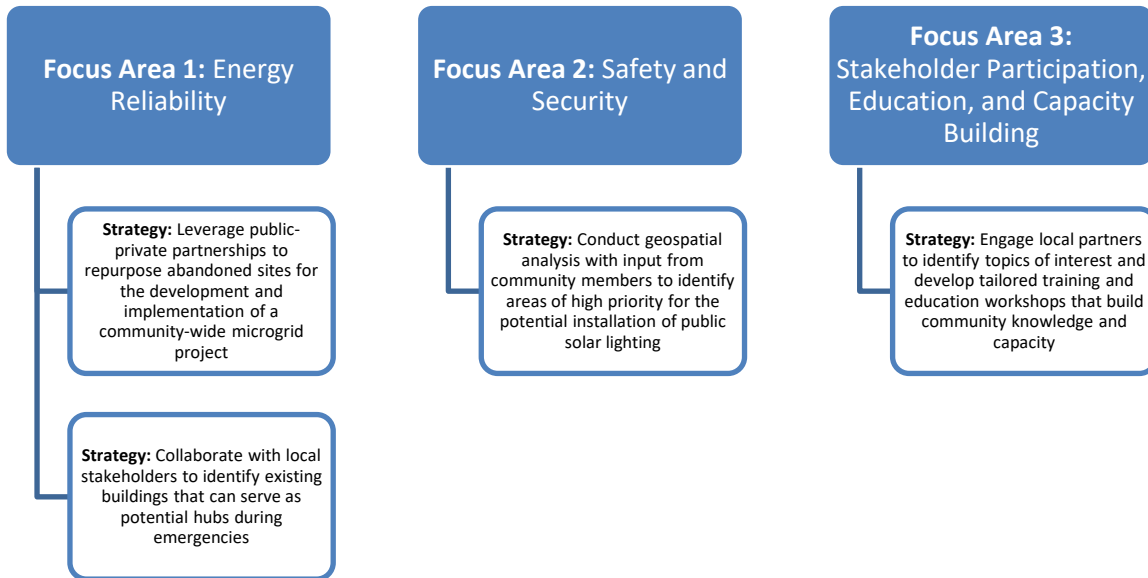 Focus Area 1: Energy
Reliability
Strategy: Leverage public-
private partnerships to
repurpose abandoned sites for
the development and
implementation of a
community-wide microgrid
project
Strategy: Collaborate with local
stakeholders to identify existing
buildings that can serve as
potential hubs during
emergencies
Focus Area 2: Safety and
Security
Strategy: Conduct geospatial
analysis with input from
community members to identify
areas of high priority for the
potential installation of public
solar lighting
Focus Area 3:
Stakeholder Participation,
Education, and Capacity
Building
Strategy: Engage local partners
to identify topics of interest and
develop tailored training and
education workshops that build
community knowledge and
capacity